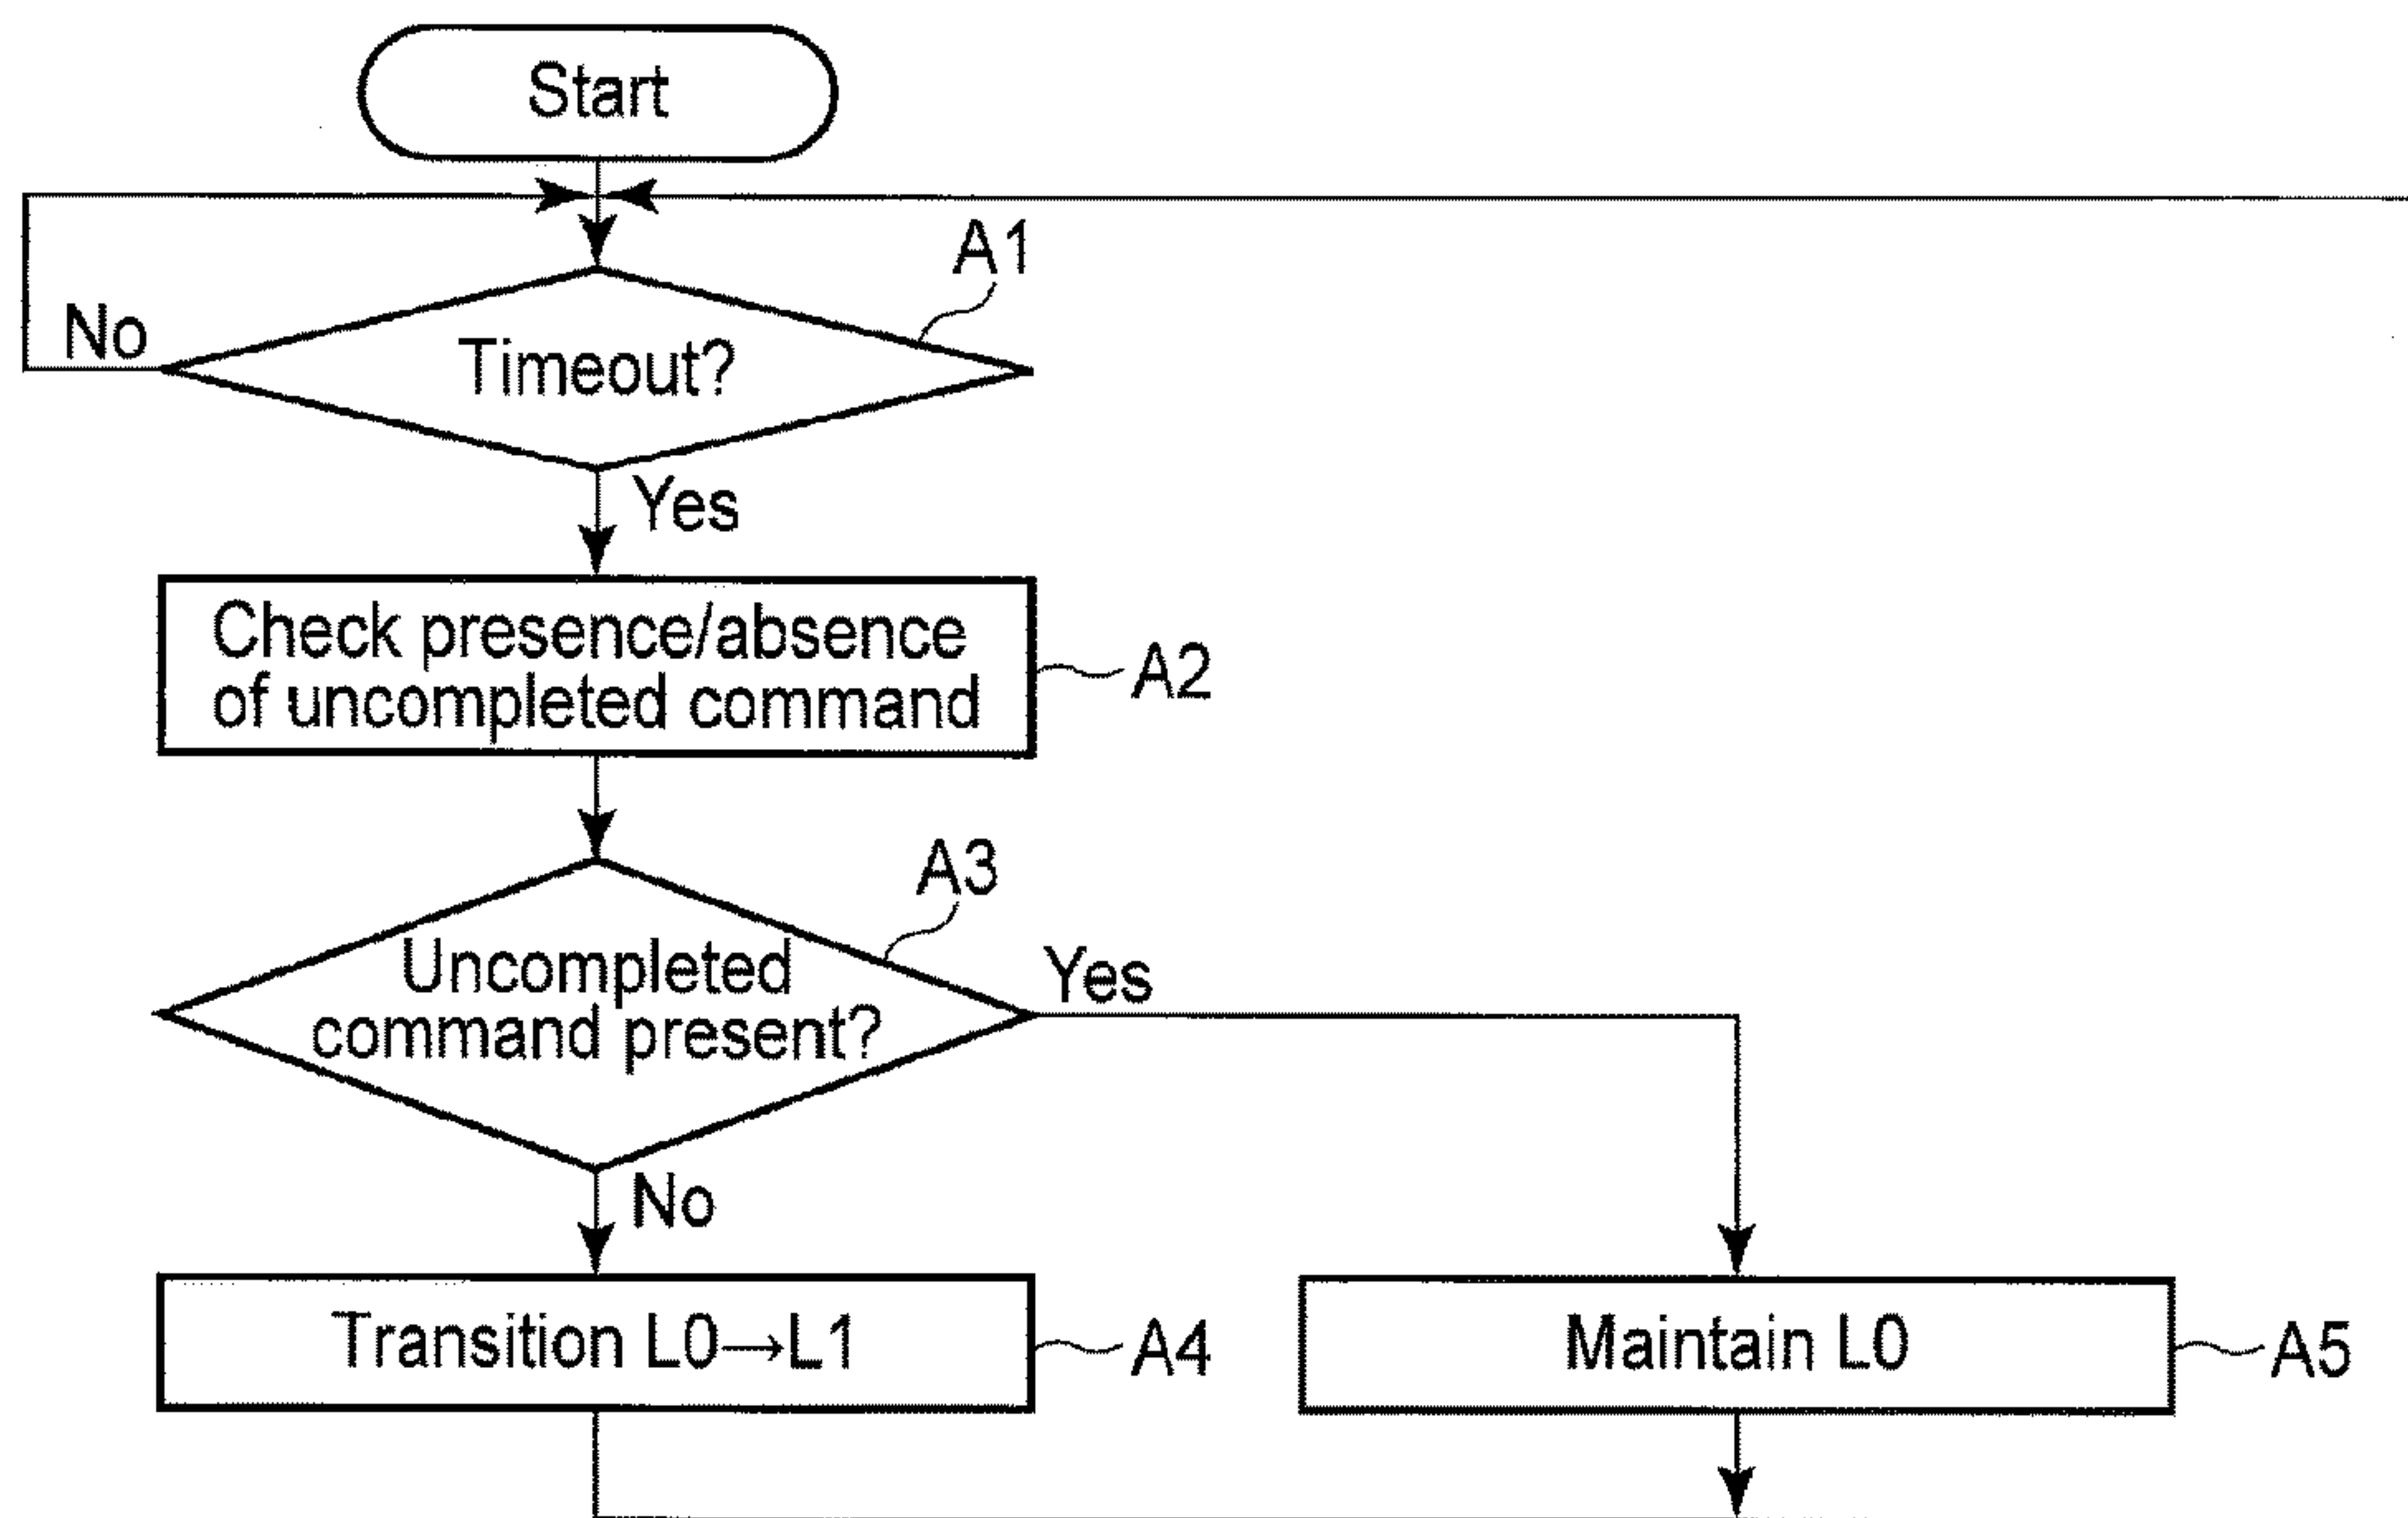 Start
A1
No
Timeout?
Yes
Check presence/absence
of uncompleted command
A2
A3
Uncompleted
command present?
Yes
No
Transition L0→L1
A4
Maintain L0
A5